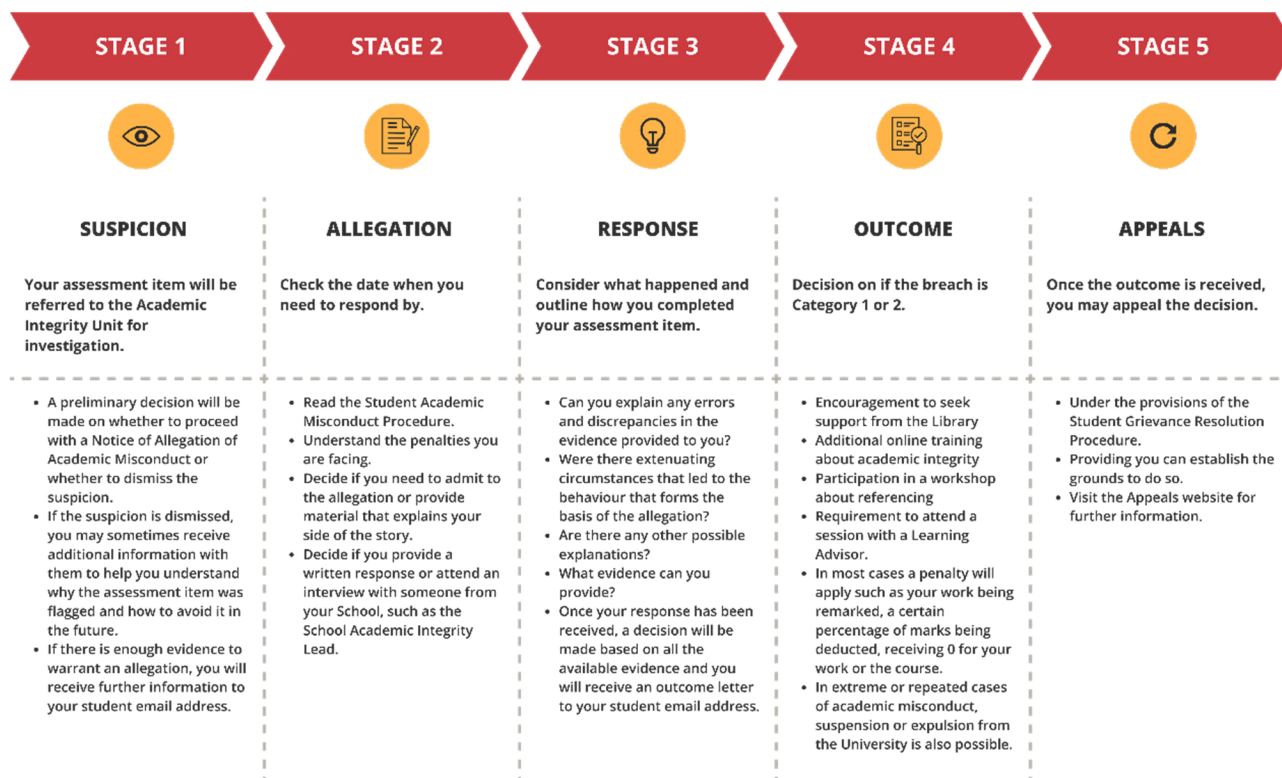 STAGE 1
STAGE 2
STAGE 3
STAGE 4
STAGE 5
SUSPICION
ALLEGATION
RESPONSE
OUTCOME
APPEALS
Your assessment item will be
referred to the Academic
Integrity Unit for
investigation.
Check the date when you
need to respond by.
Consider what happened and
outline how you completed
your assessment item.
Decision on if the breach is
Category 1 or 2.
Once the outcome is received,
you may appeal the decision.
• A preliminary decision will be
made on whether to proceed
with a Notice of Allegation of
Academic Misconduct or
whether to dismiss the
suspicion.
• If the suspicion is dismissed,
you may sometimes receive
additional information with
them to help you understand
why the assessment item was
flagged and how to avoid it in
the future.
• If there is enough evidence to
warrant an allegation, you will
receive further information to
your student email address.
• Read the Student Academic
Misconduct Procedure.
• Understand the penalties you
are facing.
• Decide if you need to admit to
the allegation or provide
material that explains your
side of the story.
• Decide if you provide a
written response or attend an
interview with someone from
your School, such as the
School Academic Integrity
Lead.
• Can you explain any errors
and discrepancies in the
evidence provided to you?
• Were there extenuating
circumstances that led to the
behaviour that forms the
basis of the allegation?
• Are there any other possible
explanations?
• What evidence can you
provide?
• Once your response has been
received, a decision will be
made based on all the
available evidence and you
will receive an outcome letter
to your student email address.
• Encouragement to seek
support from the Library
• Additional online training
about academic integrity
• Participation in a workshop
about referencing
• Requirement to attend a
session with a Learning
Advisor.
• In most cases a penalty will
apply such as your work being
remarked, a certain
percentage of marks being
deducted, receiving 0 for your
work or the course.
• In extreme or repeated cases
of academic misconduct,
suspension or expulsion from
the University is also possible.
• Under the provisions of the
Student Grievance Resolution
Procedure.
• Providing you can establish the
grounds to do so.
• Visit the Appeals website for
further information.